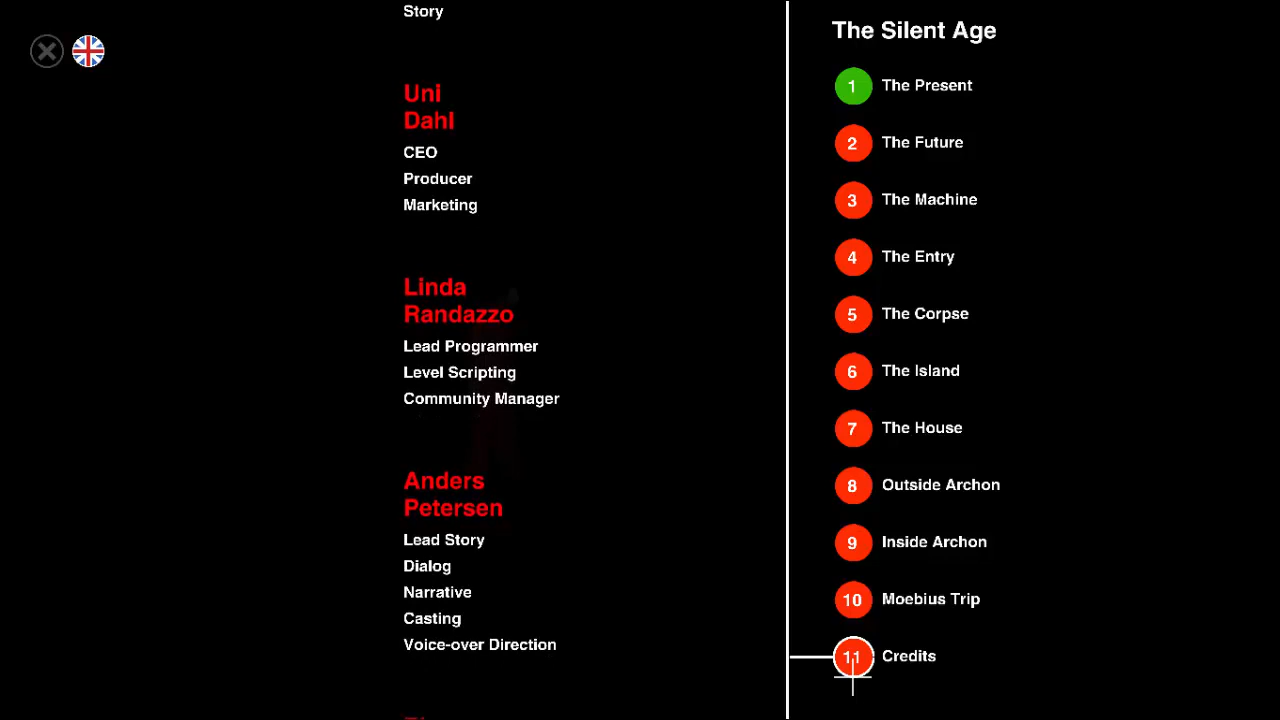 Story
Uni
Dahl
CEO
Producer
Marketing
Linda
Randazzo
Lead Programmer
Level Scripting
Community Manager
Anders
Petersen
Lead Story
Dialog
Narrative
Casting
Voice-over Direction
The Silent Age
1 The Present
2 The Future
3 The Machine
4 The Entry
5 The Corpse
6 The Island
7 The House
8 Outside Archon
9 Inside Archon
10 Moebius Trip
11 Credits